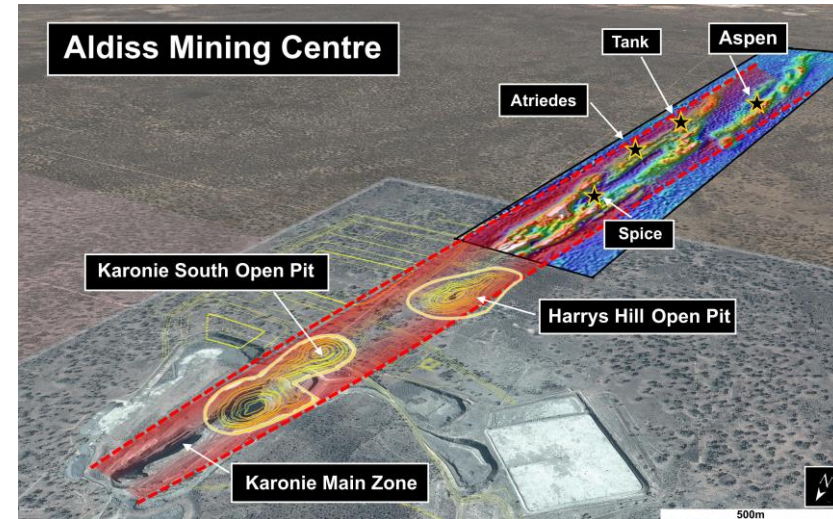 Aldiss Mining Centre
Tank
Aspen
Atriedes
Spice
Karonie South Open Pit
Harrys Hill Open Pit
Karonie Main Zone
N
500m